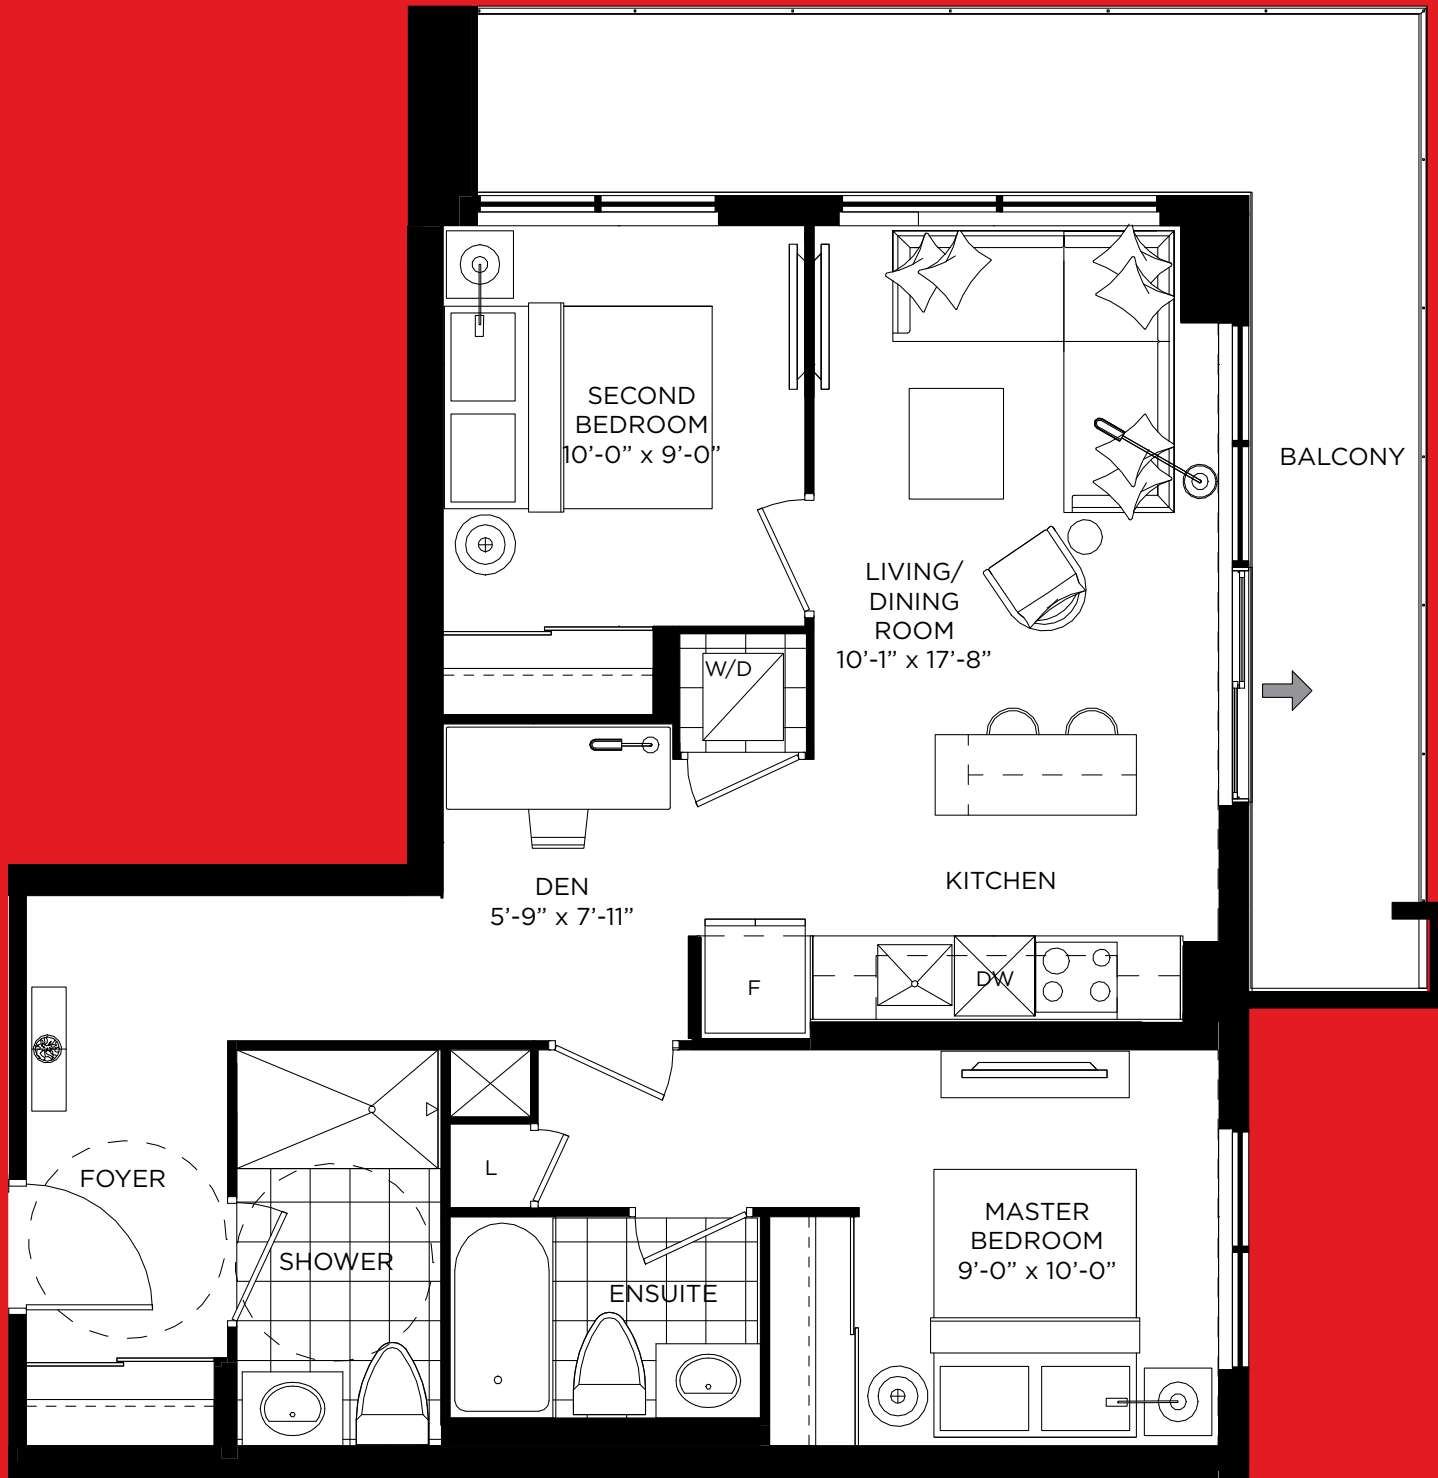 SECOND
BEDROOM
10’-0” x 9’-0”
BALCONY
LIVING/
DINING
ROOM
10’-1” x 17’-8”
W/D
DEN
5’-9” x 7’-11”
KITCHEN
F
DW
FOYER
L
SHOWER
ENSUITE
MASTER
BEDROOM
9’-0” x 10’-0”